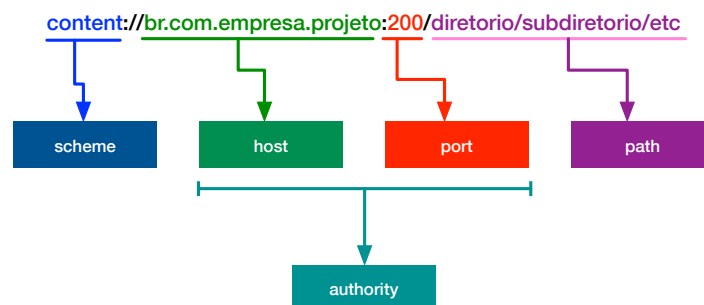 content://br.com.empresa.projeto:200/diretorio/subdiretorio/etc
scheme host port path
authority